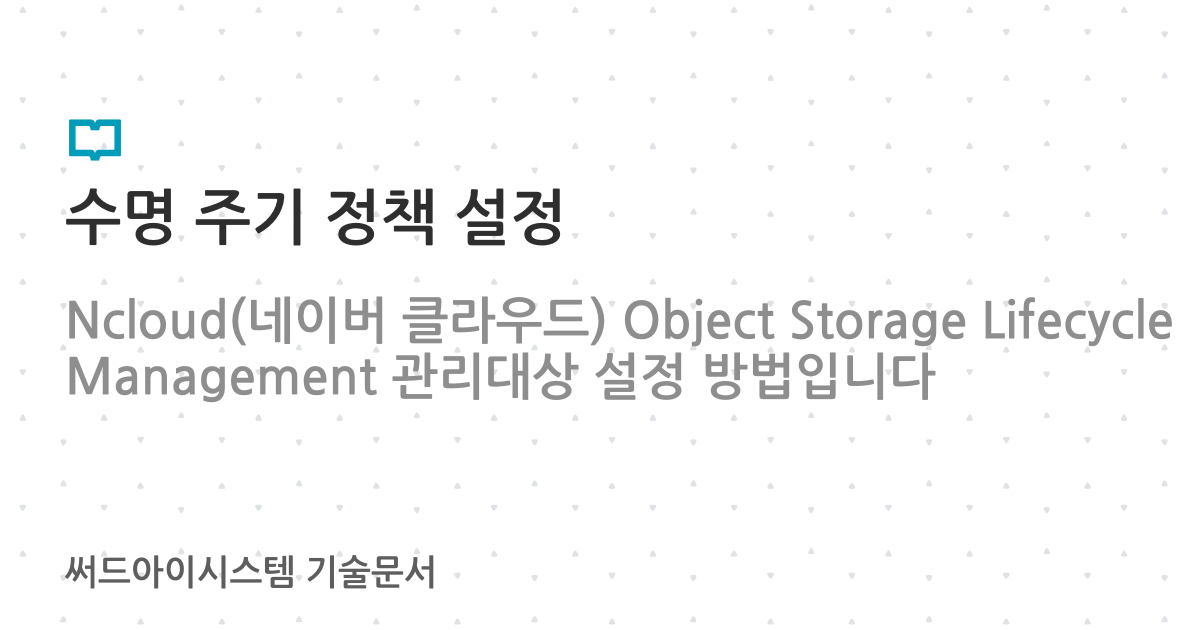 수명 주기 정책 설정
Ncloud(네이버 클라우드) Object Storage Lifecycle
Management 관리대상 설정 방법입니다
써드아이시스템 기술문서